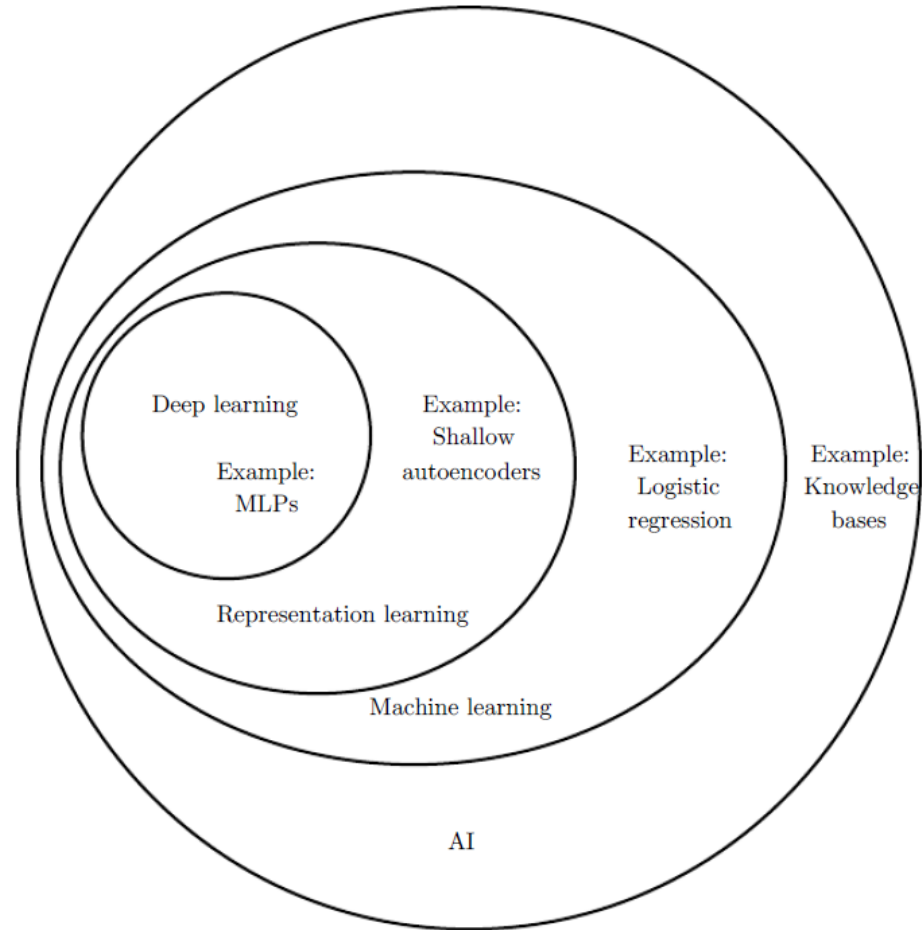 Deep learning
Example:
MLPs
Example:
Shallow
autoencoders
Example:
Logistic
regression
Example:
Knowledge
bases
Representation learning
Machine learning
AI